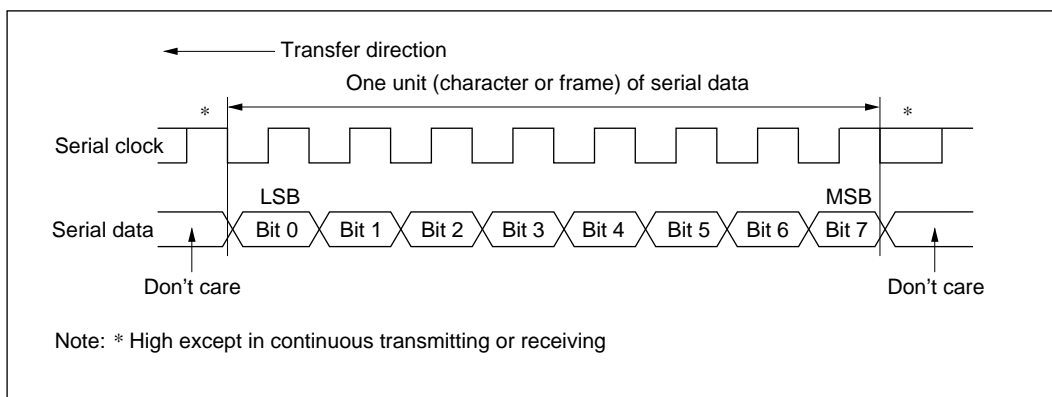 Transfer direction
One unit (character or frame) of serial data
* *
Serial clock
LSB MSB
Serial data Bit 0 Bit 1 Bit 2 Bit 3 Bit 4 Bit 5 Bit 6 Bit 7
Don’t care Don’t care
Note: * High except in continuous transmitting or receiving